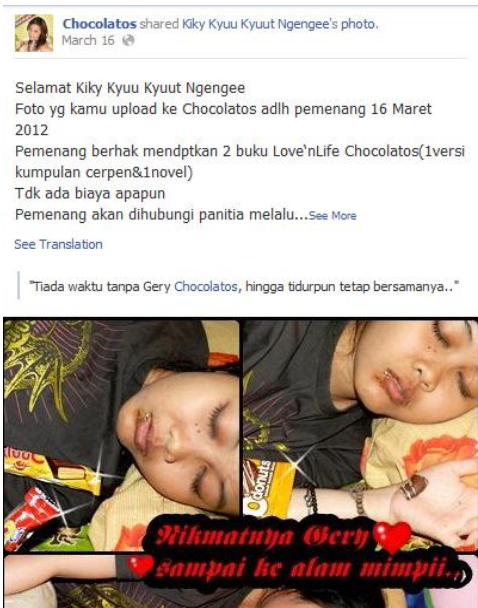 Chocolatos shared Kiky Kyuu Kyuut Ngengee's photo.
March 16
Selamat Kiky Kyuu Kyuut Ngengee
Foto yg kamu upload ke Chocolatos adlh pemenang 16 Maret
2012
Pemenang berhak mendptkan 2 buku Love'nLife Chocolatos(1versi
kumpulan cerpen&1novel)
Tdk ada biaya apapun
Pemenang akan dihubungi panitia melalu...See More
See Translation
"Tiada waktu tanpa Gery Chocolatos, hingga tidurpun tetap bersamanya.."
donuts
Nikmatnya Gery
sampai ke alam mimpii..